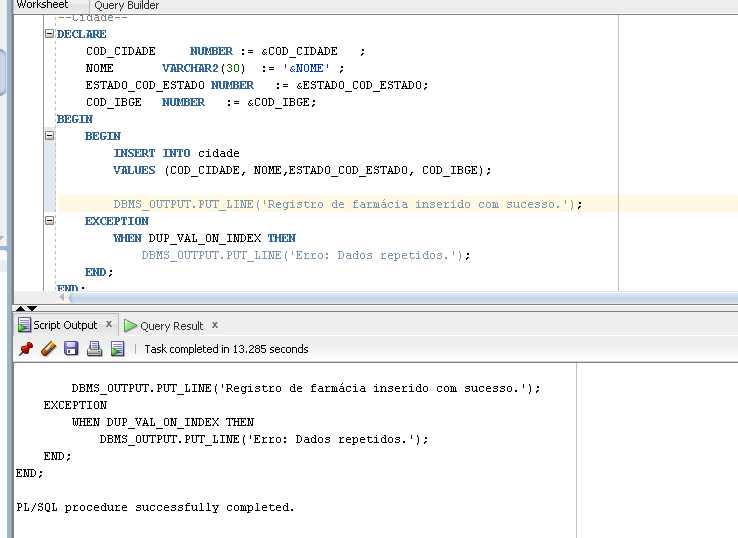 Worksheet Query Builder
--Cidade--
DECLARE
COD_CIDADE NUMBER := &COD_CIDADE ;
NOME VARCHAR2(30) := '&NOME' ;
ESTADO_COD_ESTADO NUMBER := &ESTADO_COD_ESTADO;
COD_IBGE NUMBER := &COD_IBGE;
BEGIN
BEGIN
INSERT INTO cidade
VALUES (COD_CIDADE, NOME,ESTADO_COD_ESTADO, COD_IBGE);
DBMS_OUTPUT.PUT_LINE('Registro de farmácia inserido com sucesso.');
EXCEPTION
WHEN DUP_VAL_ON_INDEX THEN
DBMS_OUTPUT.PUT_LINE('Erro: Dados repetidos.');
END;
END;
Script Output x Query Result x
Task completed in 13.285 seconds
DBMS_OUTPUT.PUT_LINE('Registro de farmácia inserido com sucesso.');
EXCEPTION
WHEN DUP_VAL_ON_INDEX THEN
DBMS_OUTPUT.PUT_LINE('Erro: Dados repetidos.');
END;
END;
PL/SQL procedure successfully completed.